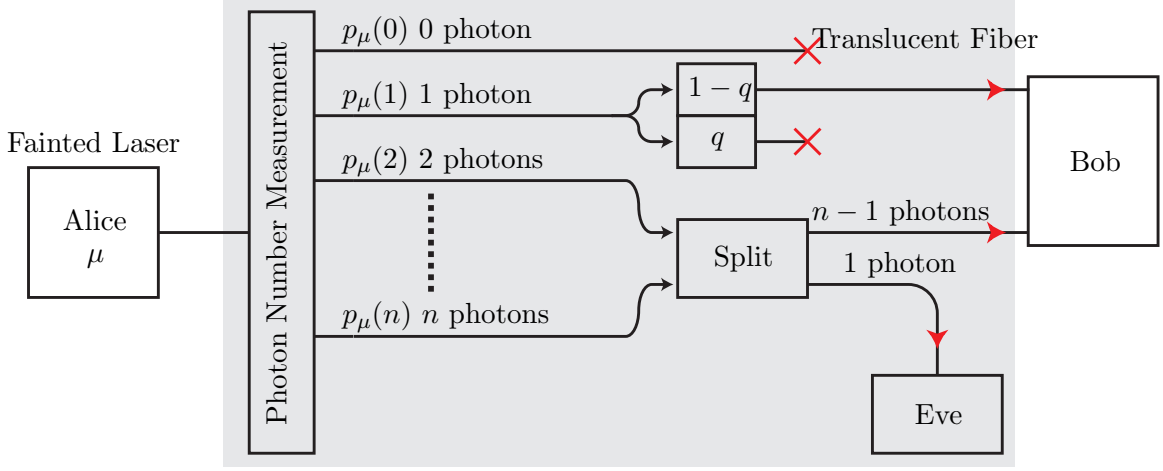 p_μ(0) 0 photon
Translucent Fiber
p_μ(1) 1 photon
1 − q
q
Fainted Laser
Alice
μ
Photon Number Measurement
p_μ(2) 2 photons
Bob
n − 1 photons
Split
1 photon
p_μ(n) n photons
Eve